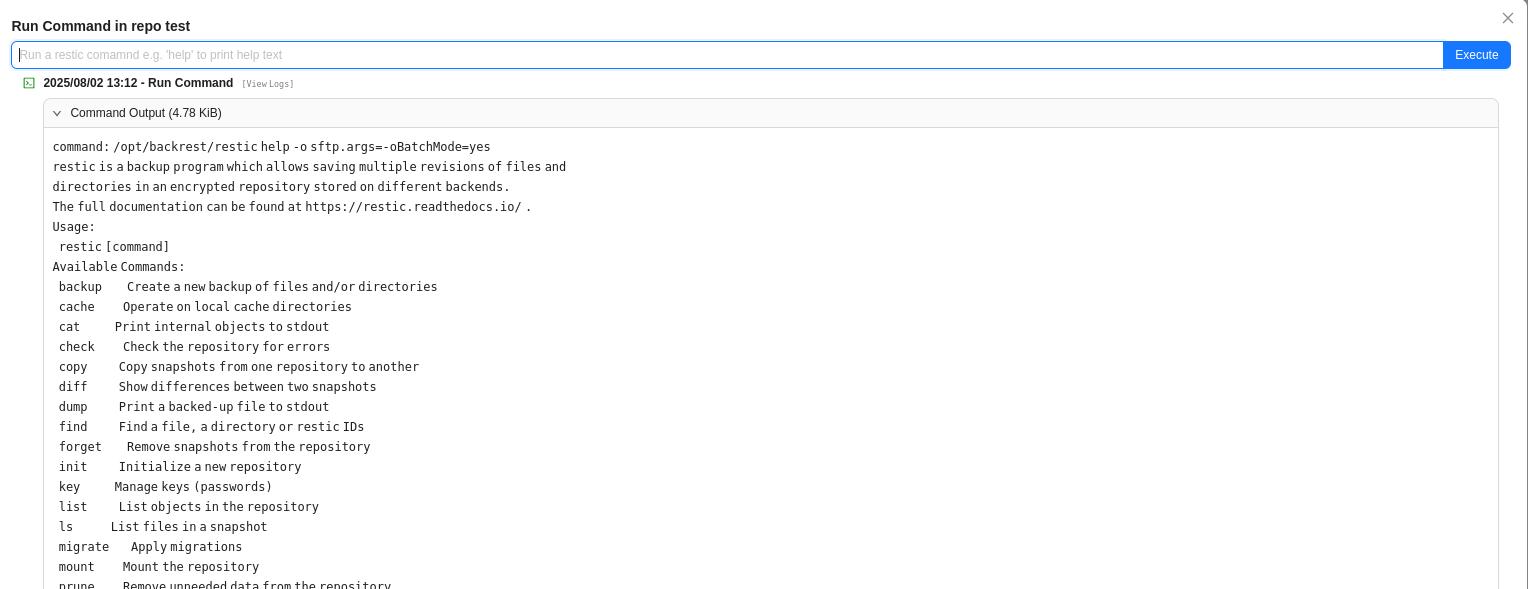 Run Command in repo test
Run a restic comamnd e.g. 'help' to print help text
Execute
2025/08/02 13:12 - Run Command [View Logs]
Command Output (4.78 KiB)
command: /opt/backrest/restic help -o sftp.args=-oBatchMode=yes
restic is a backup program which allows saving multiple revisions of files and
directories in an encrypted repository stored on different backends.
The full documentation can be found at https://restic.readthedocs.io/ .
Usage:
restic [command]
Available Commands:
backup Create a new backup of files and/or directories
cache Operate on local cache directories
cat Print internal objects to stdout
check Check the repository for errors
copy Copy snapshots from one repository to another
diff Show differences between two snapshots
dump Print a backed-up file to stdout
find Find a file, a directory or restic IDs
forget Remove snapshots from the repository
init Initialize a new repository
key Manage keys (passwords)
list List objects in the repository
ls List files in a snapshot
migrate Apply migrations
mount Mount the repository
prune Remove unneeded data from the repository